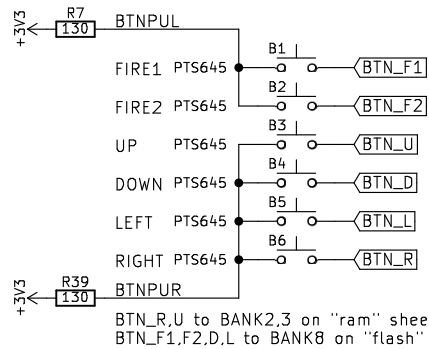 +3V3
R7
130
BTNPUL
B1
FIRE1 PTS645
BTN_F1
B2
FIRE2 PTS645
BTN_F2
B3
UP PTS645
BTN_U
B4
DOWN PTS645
BTN_D
B5
LEFT PTS645
BTN_L
B6
RIGHT PTS645
BTN_R
+3V3
R39
130
BTNPUR
BTN_R,U to BANK2,3 on "ram" shee
BTN_F1,F2,D,L to BANK8 on "flash"